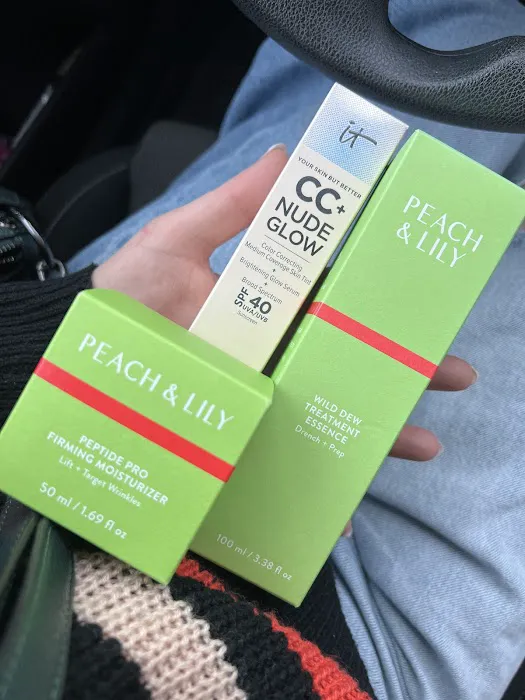 it
YOUR SKIN BUT BETTER
CC+
NUDE
GLOW
Color Correcting
Medium Coverage Skin Tint
+
Brightening Glow Serum
+
Broad Spectrum
SPF 40
UVA/UVB
Sunscreen
PEACH
& LILY
WILD DEW
TREATMENT
ESSENCE
Drench + Prep
100 ml / 3.38 fl oz
PEACH & LILY
PEPTIDE PRO
FIRMING MOISTURIZER
Lift + Target Wrinkles
50 ml / 1.69 fl oz